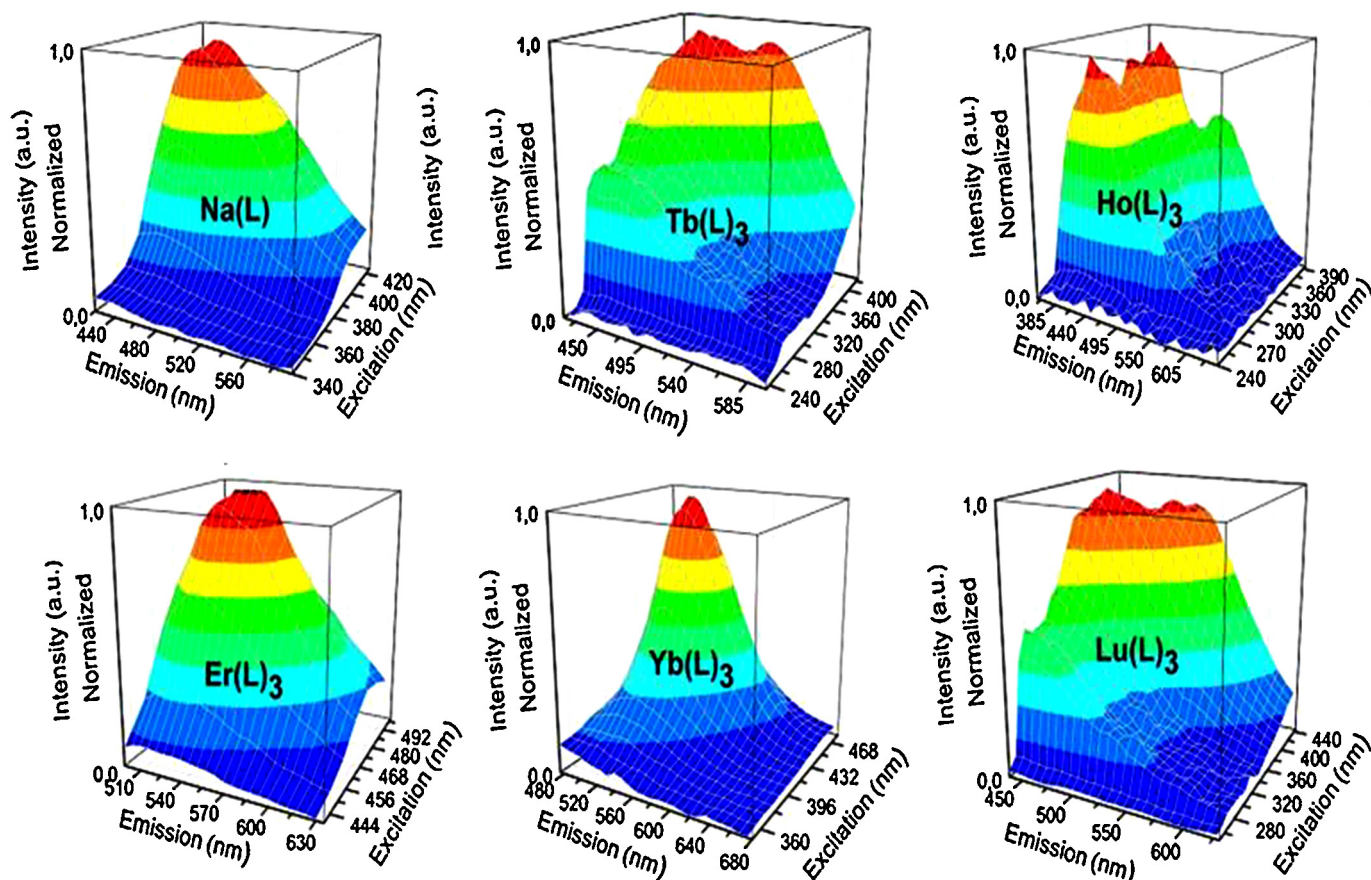 1,0
Intensity (a.u.)
Normalized
Na(L)
0,0
440
480
520
560
Emission (nm)
340
360
380
400
420
Excitation (nm)
Intensity (a.u.)
1,0
Intensity (a.u.)
Normalized
Tb(L)3
0,0
450
495
540
585
Emission (nm)
240
280
320
360
400
Excitation (nm)
1,0
Intensity (a.u.)
Normalized
Ho(L)3
0,0
385
440
495
550
605
Emission (nm)
240
270
300
330
360
390
Excitation (nm)
1,0
Intensity (a.u.)
Normalized
Er(L)3
0,0
510
540
570
600
630
Emission (nm)
444
456
468
480
492
Excitation (nm)
1,0
Intensity (a.u.)
Normalized
Yb(L)3
0,0
480
520
560
600
640
680
Emission (nm)
360
396
432
468
Excitation (nm)
1,0
Intensity (a.u.)
Normalized
Lu(L)3
0,0
450
500
550
600
Emission (nm)
280
320
360
400
440
Excitation (nm)